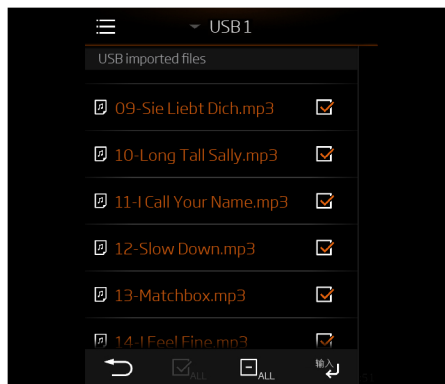 USB 1
USB imported files
09-Sie Liebt Dich.mp3
10-Long Tall Sally.mp3
11-I Call Your Name.mp3
12-Slow Down.mp3
13-Matchbox.mp3
14-I Feel Fine.mp3
ALL
ALL
输入